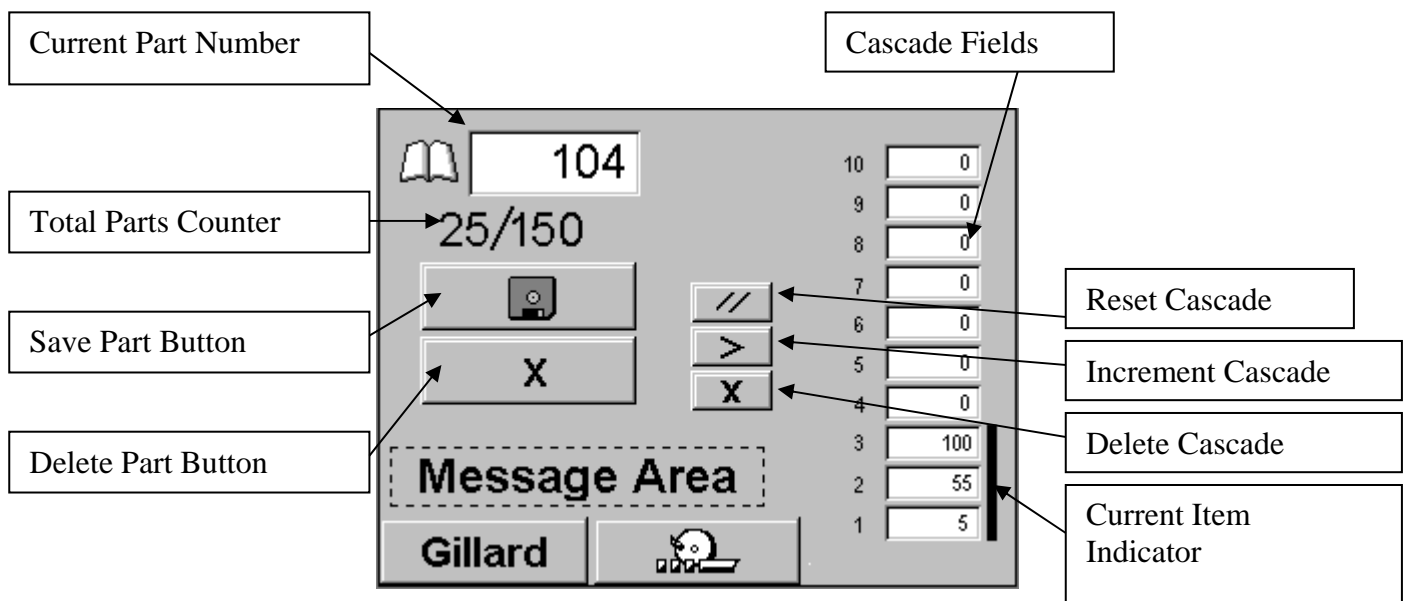 Current Part Number
Cascade Fields
104
25/150
Total Parts Counter
Save Part Button
X
Delete Part Button
//
>
X
10 0
9 0
8 0
7 0
6 0
5 0
4 0
3 100
2 55
1 5
Reset Cascade
Increment Cascade
Delete Cascade
Current Item
Indicator
Message Area
Gillard